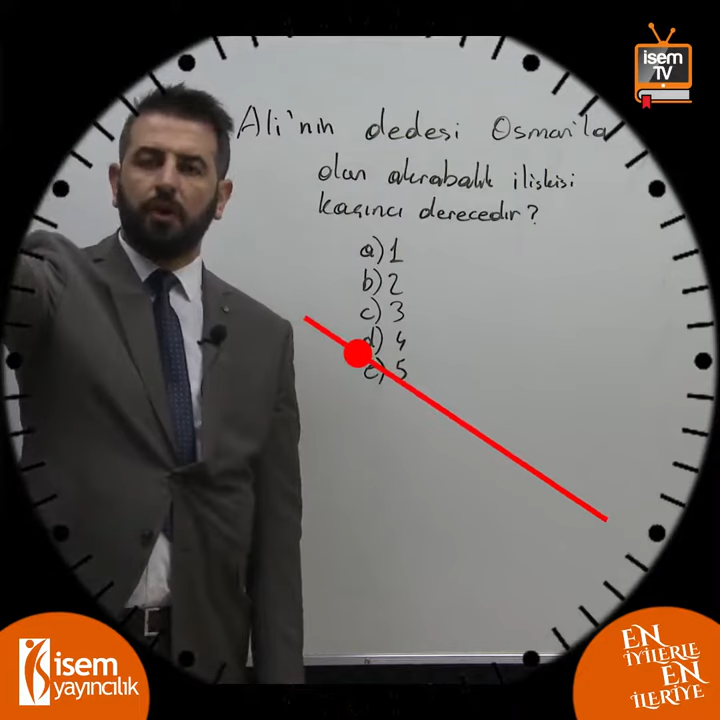 isem
TV
Ali'nin dedesi Osman'la
olan akrabalık ilişkisi
kaçıncı derecedir?
a) 1
b) 2
c) 3
d) 4
e) 5
isem
yayıncılık
EN
İYİLERLE
EN
İLERİYE